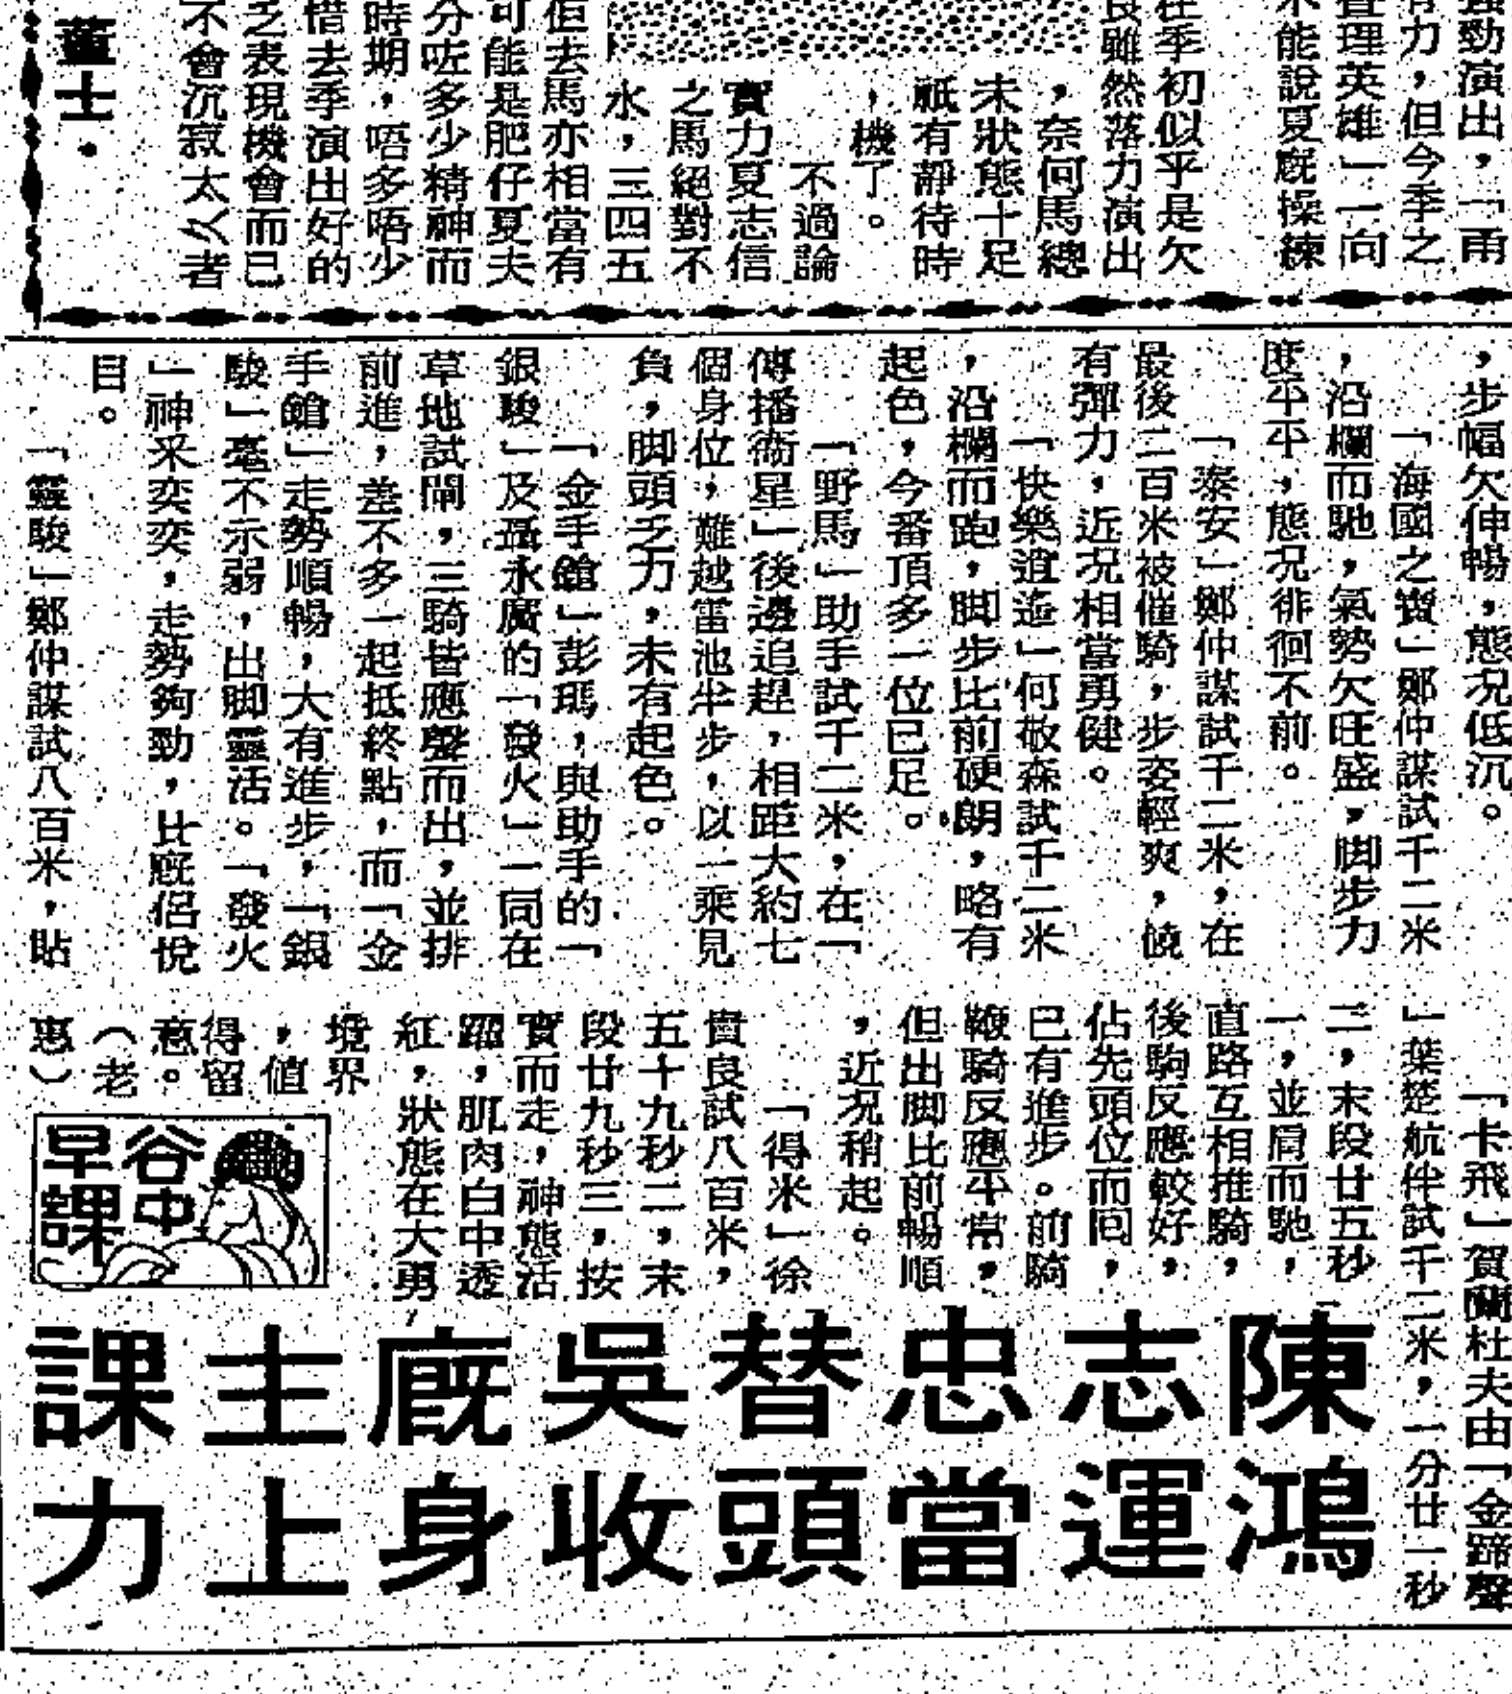 強勁演出,「雨
有力,但今季之
查理英雄」一向
不能說夏廐操練
在季初似乎是欠
良雖然落力演出
,奈何馬總
未狀態十足
祗有靜待時
,機了。
不過論
實力夏志信
之馬絕對不
水,三四五
但去馬亦相當有
可能是肥仔夏夫
分咗多少精神而
時期,唔多唔少
惜去季演出好的
之表現機會而已
不會沉寂太久者
董士.
,步幅欠伸暢,態況低沉。
「海國之寶」鄭仲謀試千二米
,沿欄而馳,氣勢欠旺盛,脚步力
度平平,態況徘徊不前。
「泰安」鄭仲謀試千二米,在
最後二百米被催騎,步姿輕爽,饒
有彈力,近況相當勇健。
「快樂逍遙」何敬森試千二米
,沿欄而跑,脚步比前硬朗,略有
起色,今番頂多一位已足。
「野馬」助手試千二米,在「
傳播衞星」後邊追趕,相距大約七
個身位,難越雷池半步,以一乘見
負,脚頭乏力,未有起色。
「金手鎗」彭瑪,與助手的「
銀駿」及聶永廣的「發火」一同在
草地試閘,三騎皆應聲而出,並排
前進,差不多一起抵終點,而「金
手鎗」走勢順暢,大有進步,「銀
駿」毫不示弱,出脚靈活。「發火
」神采奕奕,走勢夠勁,比廐侶悅
目。
「靈駿」鄭仲謀試八百米,貼
「卡飛」賀蘭杜夫由「金蹄聲
」葉楚航伴試千二米,一分廿一秒
二,末段廿五秒
一,並肩而馳,
直路互相推騎,
後駒反應較好,
佔先頭位而回,
已有進步。前騎
鞭騎反應平常,
但出脚比前暢順
,近況稍起。
「得米」徐
賣良試八百米,
五十九秒二,末
段廿九秒三,按
實而走,神態活
躍,肌肉白中透
紅,狀態在大勇
境界
,值
得留
意。
(老
惠)
谷中
早課
陳志忠替吳廐主課
鴻運當頭收身上力